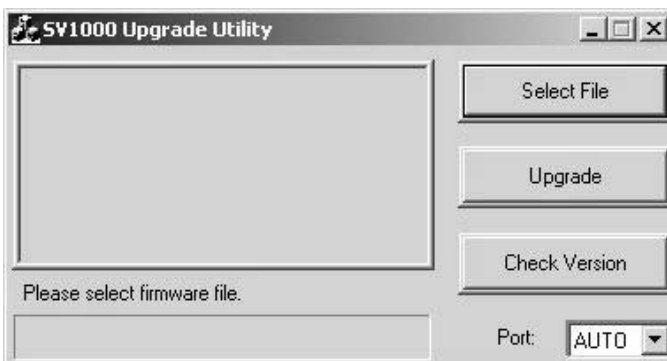 SV1000 Upgrade Utility
Select File
Upgrade
Check Version
Please select firmware file.
Port: AUTO